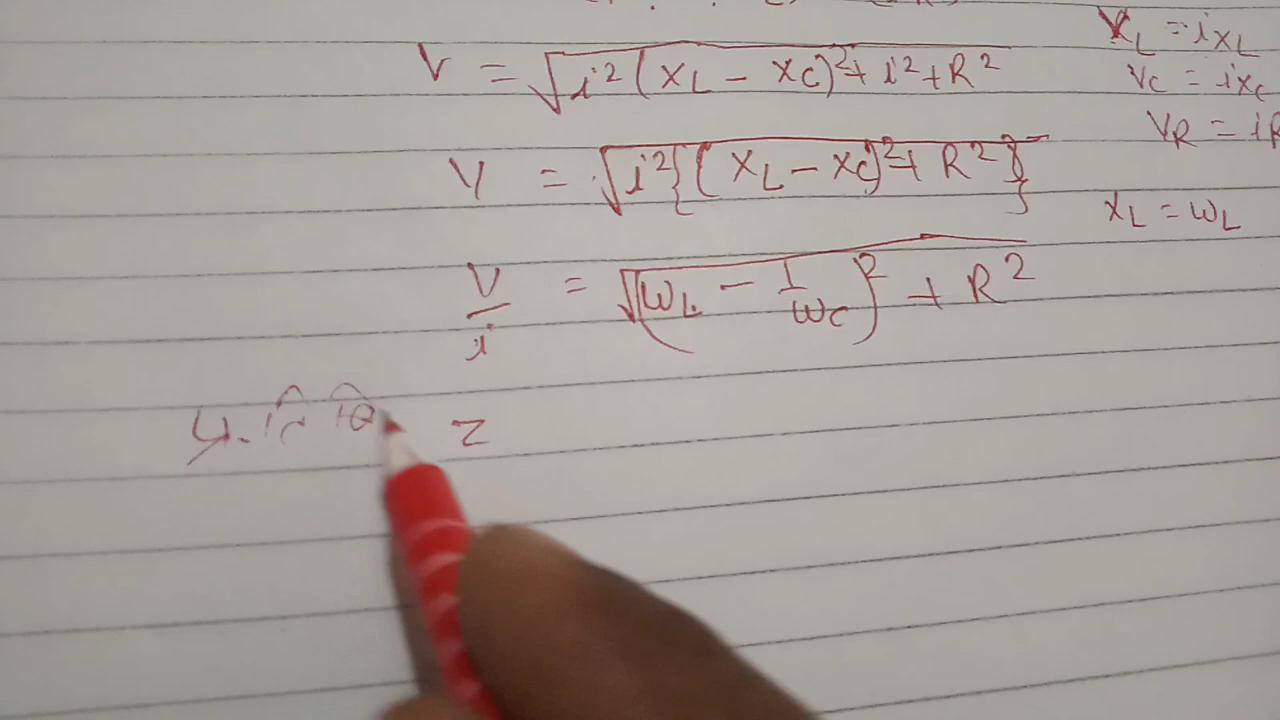 V = √i²(XL - XC)² + i² + R²
XL = iXL
VC = iXC
VR = iR
V = √i²{(XL - XC)² + R²}
XL = ωL
V/i = √(ωL - 1/ωC)² + R²
Z